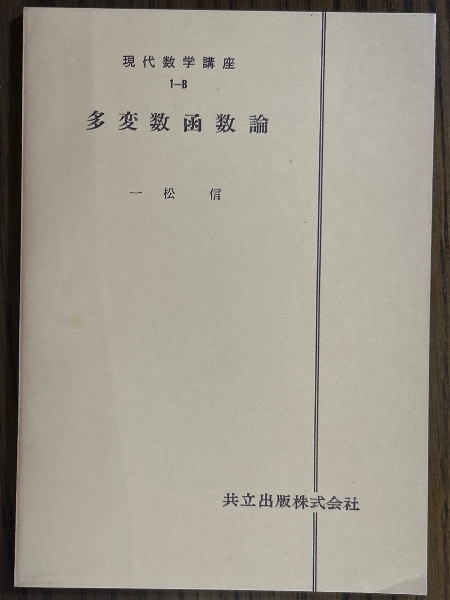 現代数学講座
1-B
多変数函数論
一松 信
共立出版株式会社